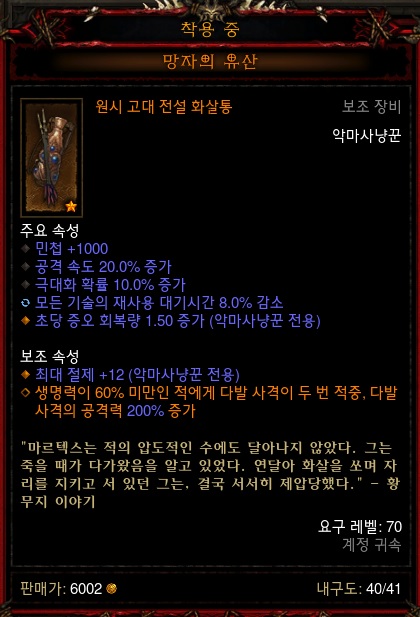 착용 중
망자의 유산
원시 고대 전설 화살통
보조 장비
악마사냥꾼
주요 속성
민첩 +1000
공격 속도 20.0% 증가
극대화 확률 10.0% 증가
모든 기술의 재사용 대기시간 8.0% 감소
초당 증오 회복량 1.50 증가 (악마사냥꾼 전용)
보조 속성
최대 절제 +12 (악마사냥꾼 전용)
생명력이 60% 미만인 적에게 다발 사격이 두 번 적중, 다발
사격의 공격력 200% 증가
"마르텍스는 적의 압도적인 수에도 달아나지 않았다. 그는
죽을 때가 다가왔음을 알고 있었다. 연달아 화살을 쏘며 자
리를 지키고 서 있던 그는, 결국 서서히 제압당했다." - 황
무지 이야기
요구 레벨: 70
계정 귀속
판매가: 6002
내구도: 40/41